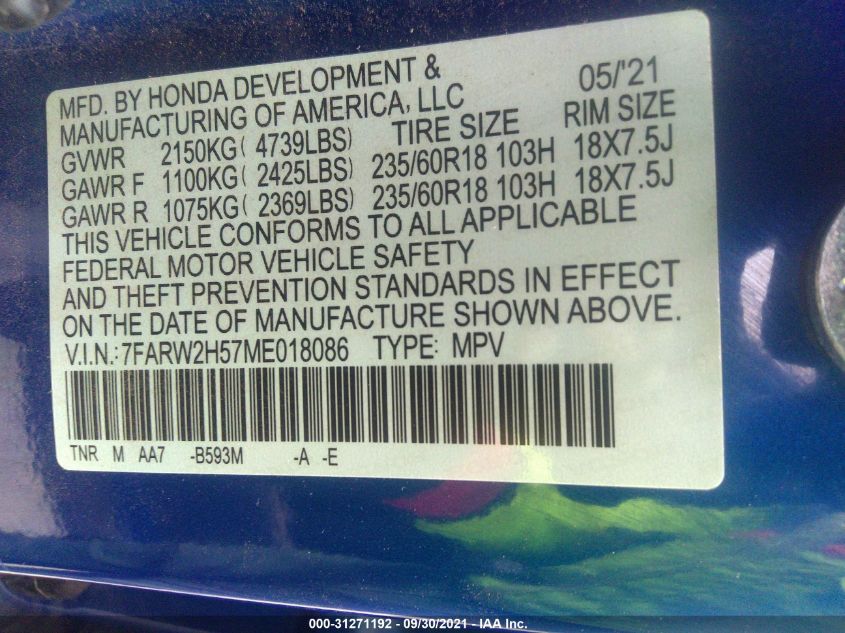 MFD. BY HONDA DEVELOPMENT & 05/'21
MANUFACTURING OF AMERICA, LLC
TIRE SIZE RIM SIZE
GVWR 2150KG( 4739LBS)
GAWR F 1100KG( 2425LBS) 235/60R18 103H 18X7.5J
GAWR R 1075KG( 2369LBS) 235/60R18 103H 18X7.5J
THIS VEHICLE CONFORMS TO ALL APPLICABLE
FEDERAL MOTOR VEHICLE SAFETY
AND THEFT PREVENTION STANDARDS IN EFFECT
ON THE DATE OF MANUFACTURE SHOWN ABOVE.
V.I.N.:7FARW2H57ME018086 TYPE: MPV
TNR M AA7 -B593M -A -E
000-31271192 - 09/30/2021 - IAA Inc.